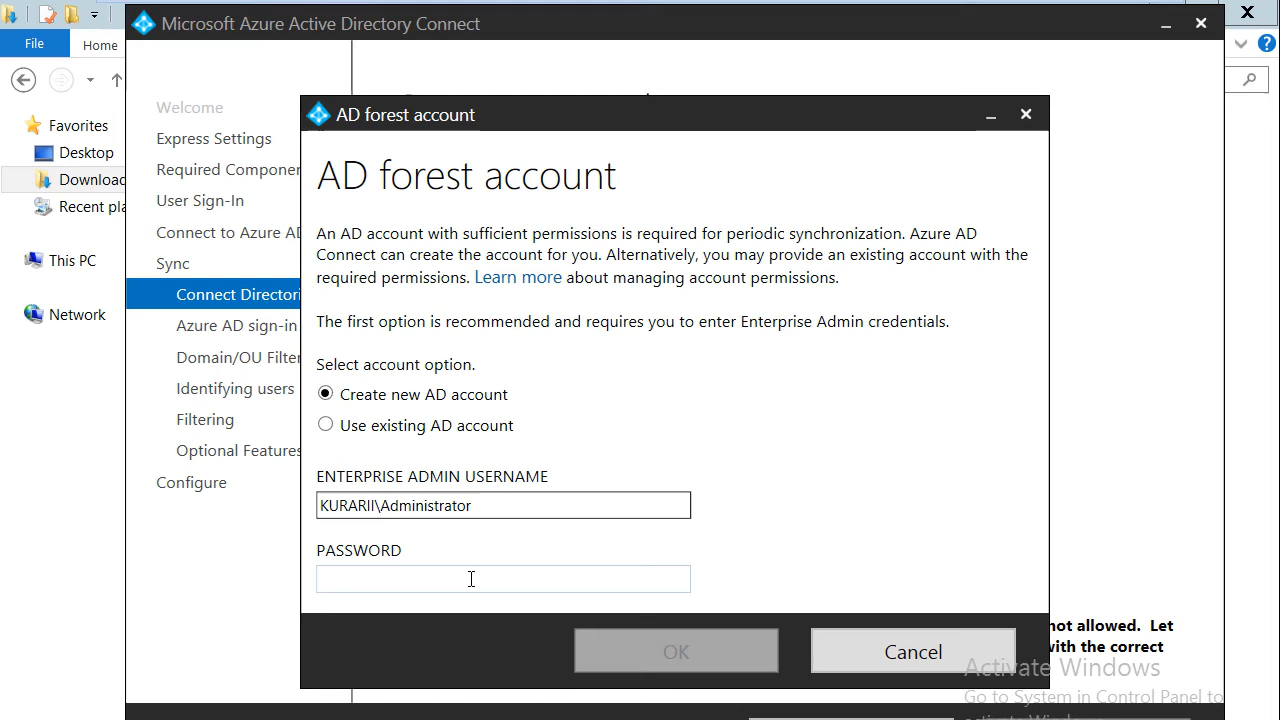 Microsoft Azure Active Directory Connect
File
Home
Favorites
Desktop
Recent
This PC
Network
Welcome
Express Settings
Required
User Sign-In
Connect to Azure
Sync
Connect
Azure AD sign-in
Domain/OU
Identifying users
Filtering
Optional Features
Configure
AD forest account
AD forest account
An AD account with sufficient permissions is required for periodic synchronization. Azure AD
Connect can create the account for you. Alternatively, you may provide an existing account with the
required permissions. Learn more about managing account permissions.
The first option is recommended and requires you to enter Enterprise Admin credentials.
Select account option.
Create new AD account
Use existing AD account
ENTERPRISE ADMIN USERNAME
KURARII\Administrator
PASSWORD
OK
Cancel
not allowed. Let
with the correct
Activate Windows
Go to System in Control Panel to